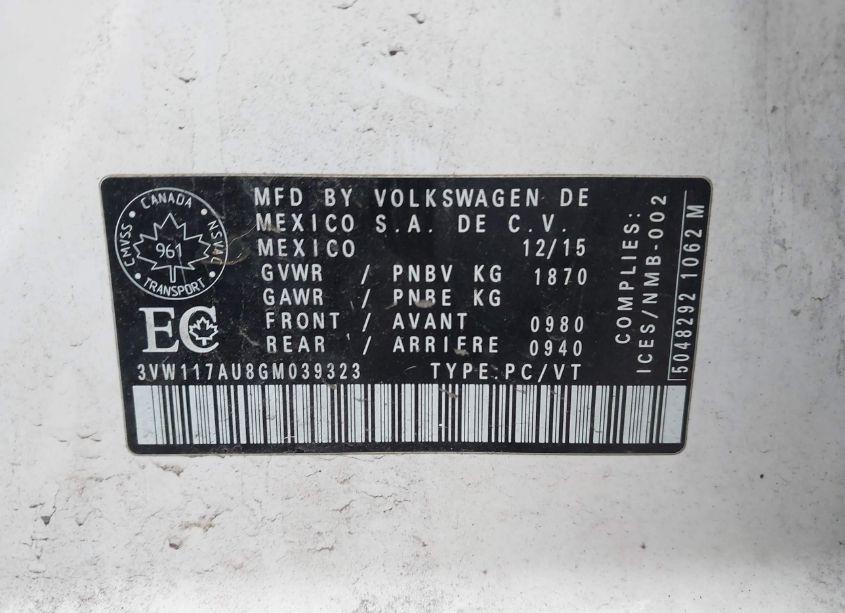 CANADA
CMVSS
NSVAC
961
TRANSPORT
EC
MFD BY VOLKSWAGEN DE
MEXICO S.A. DE C.V.
MEXICO 12/15
GVWR / PNBV KG 1870
GAWR / PNBE KG
FRONT / AVANT 0980
REAR / ARRIERE 0940
3VW117AU8GM039323 TYPE:PC/VT
COMPLIES:
ICES/NMB-002
5048292 1062 M